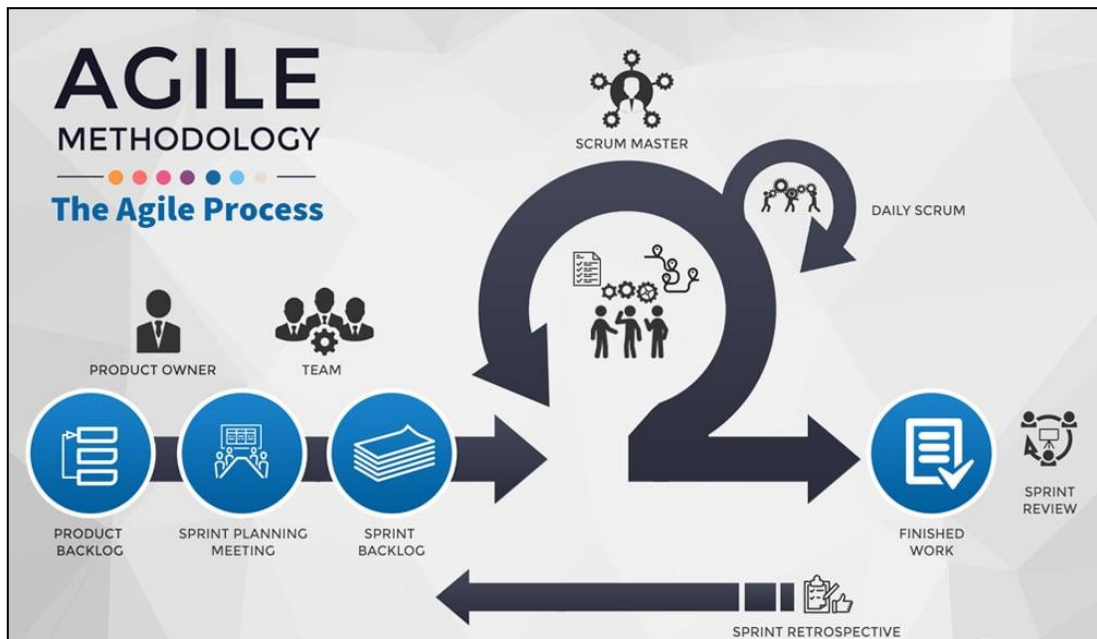 AGILE
METHODOLOGY
The Agile Process
SCRUM MASTER
DAILY SCRUM
PRODUCT OWNER
TEAM
PRODUCT
BACKLOG
SPRINT PLANNING
MEETING
SPRINT
BACKLOG
FINISHED
WORK
SPRINT
REVIEW
SPRINT RETROSPECTIVE